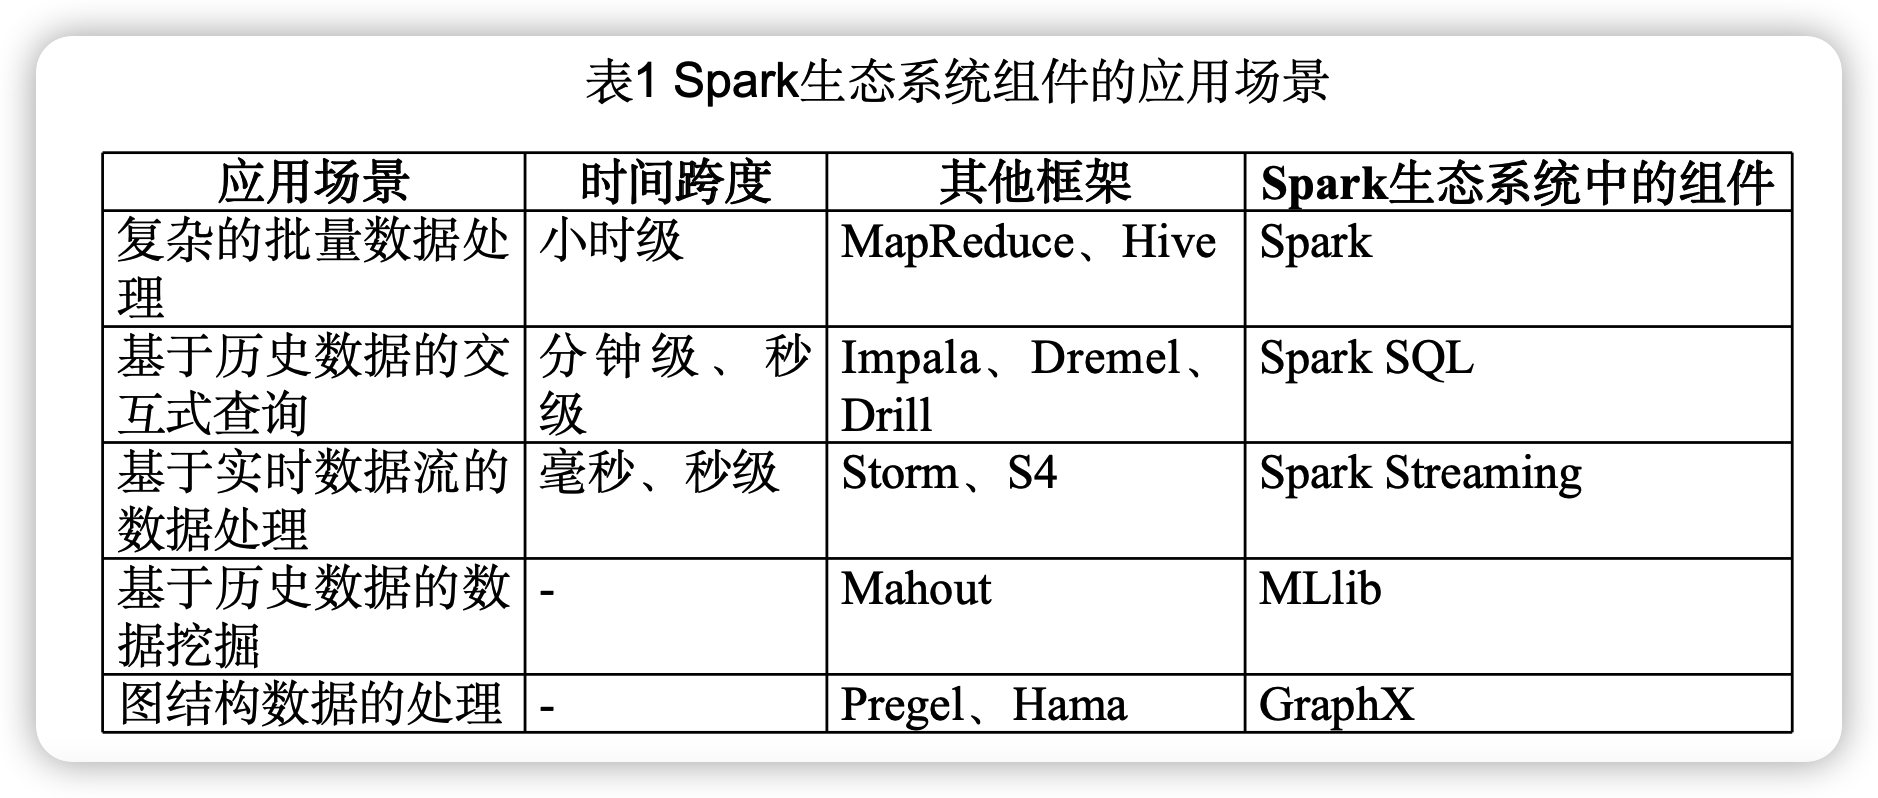 表1 Spark生态系统组件的应用场景
应用场景 时间跨度 其他框架 Spark生态系统中的组件
复杂的批量数据处 小时级 MapReduce、Hive Spark
理
基于历史数据的交 分钟级、秒 Impala、Dremel、 Spark SQL
互式查询 级 Drill
基于实时数据流的 毫秒、秒级 Storm、S4 Spark Streaming
数据处理
基于历史数据的数 - Mahout MLlib
据挖掘
图结构数据的处理 - Pregel、Hama GraphX